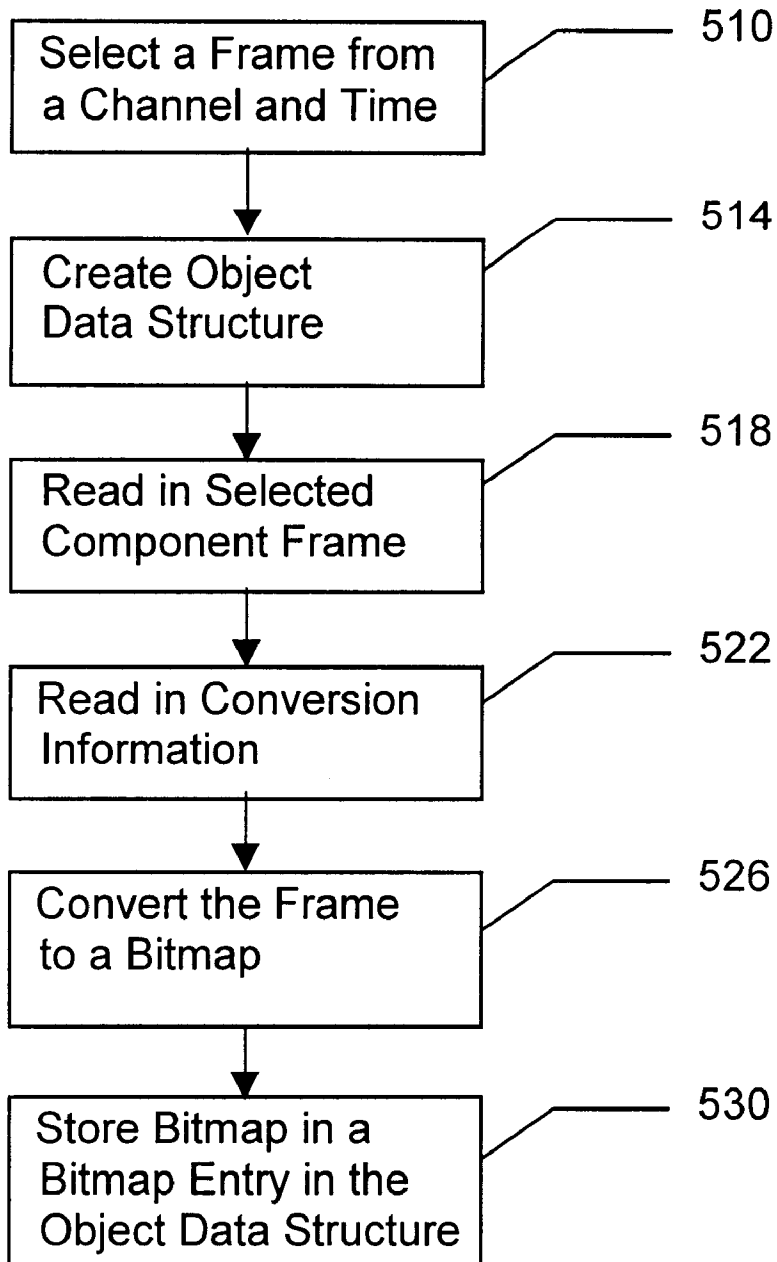 510
Select a Frame from
a Channel and Time
514
Create Object
Data Structure
518
Read in Selected
Component Frame
522
Read in Conversion
Information
526
Convert the Frame
to a Bitmap
530
Store Bitmap in a
Bitmap Entry in the
Object Data Structure